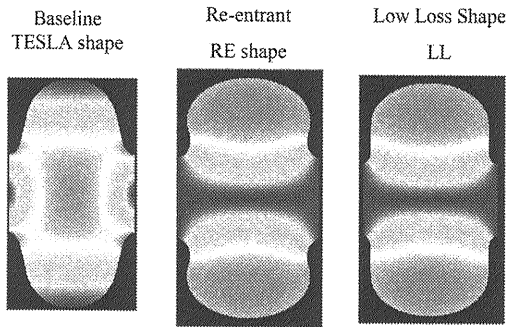 Baseline
TESLA shape
Re-entrant
RE shape
Low Loss Shape
LL